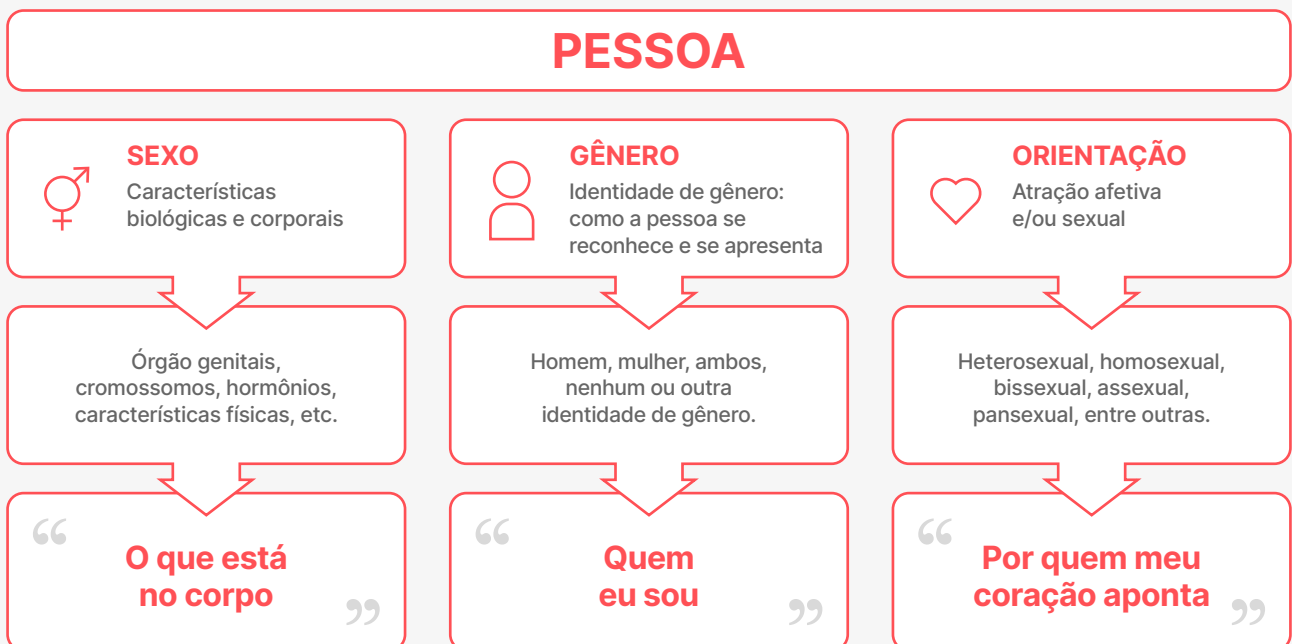 PESSOA
SEXO
Características
biológicas e corporais
GÊNERO
Identidade de gênero:
como a pessoa se
reconhece e se apresenta
ORIENTAÇÃO
Atração afetiva
e/ou sexual
Órgão genitais,
cromossomos, hormônios,
características físicas, etc.
Homem, mulher, ambos,
nenhum ou outra
identidade de gênero.
Heterosexual, homosexual,
bissexual, assexual,
pansexual, entre outras.
“O que está
no corpo”
“Quem
eu sou”
“Por quem meu
coração aponta”